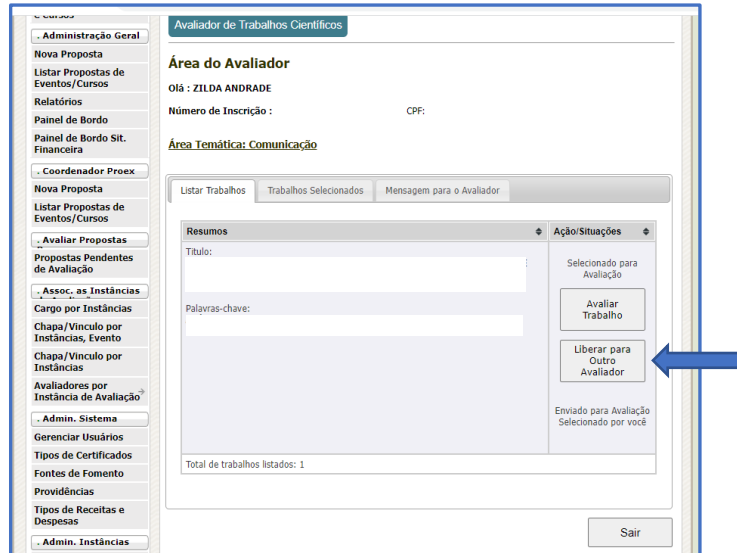 e Cursos
. Administração Geral
Nova Proposta
Listar Propostas de
Eventos/Cursos
Relatórios
Painel de Bordo
Painel de Bordo Sit.
Financeira
. Coordenador Proex
Nova Proposta
Listar Propostas de
Eventos/Cursos
. Avaliar Propostas
Propostas Pendentes
de Avaliação
. Assoc. as Instâncias
Cargo por Instâncias
Chapa/Vinculo por
Instâncias, Evento
Chapa/Vinculo por
Instâncias
Avaliadores por
Instância de Avaliação
. Admin. Sistema
Gerenciar Usuários
Tipos de Certificados
Fontes de Fomento
Providências
Tipos de Receitas e
Despesas
. Admin. Instâncias
Avaliador de Trabalhos Científicos
Área do Avaliador
Olá : ZILDA ANDRADE
Número de Inscrição : CPF:
Área Temática: Comunicação
Listar Trabalhos Trabalhos Selecionados Mensagem para o Avaliador
Resumos Ação/Situações
Título:
Palavras-chave:
Selecionado para
Avaliação
Avaliar
Trabalho
Liberar para
Outro
Avaliador
Enviado para Avaliação
Selecionado por você
Total de trabalhos listados: 1
Sair